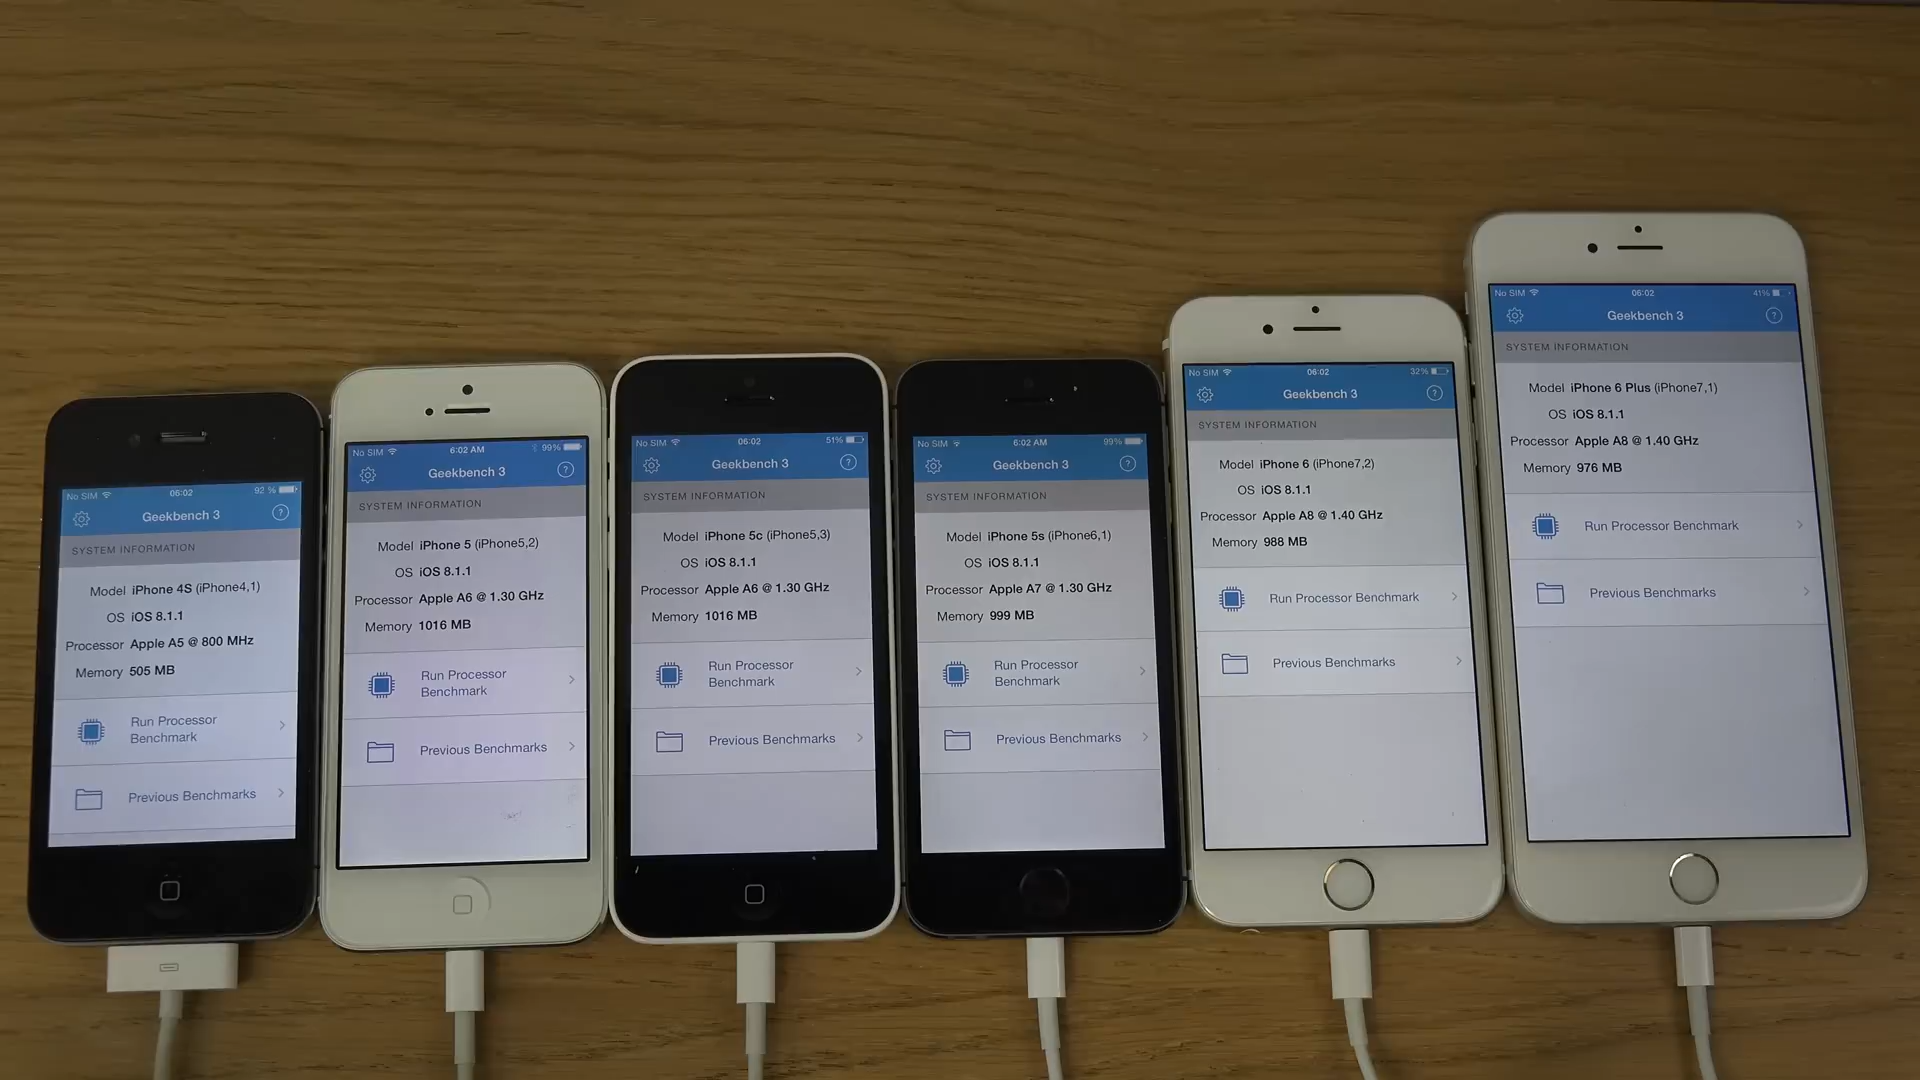 No SIM 06:02 92 %
Geekbench 3 ?
SYSTEM INFORMATION
Model iPhone 4S (iPhone4,1)
OS iOS 8.1.1
Processor Apple A5 @ 800 MHz
Memory 505 MB
Run Processor
Benchmark
Previous Benchmarks
No SIM 6:02 AM 99%
Geekbench 3 ?
SYSTEM INFORMATION
Model iPhone 5 (iPhone5,2)
OS iOS 8.1.1
Processor Apple A6 @ 1.30 GHz
Memory 1016 MB
Run Processor
Benchmark
Previous Benchmarks
No SIM 06:02 51%
Geekbench 3 ?
SYSTEM INFORMATION
Model iPhone 5c (iPhone5,3)
OS iOS 8.1.1
Processor Apple A6 @ 1.30 GHz
Memory 1016 MB
Run Processor
Benchmark
Previous Benchmarks
No SIM 6:02 AM 99%
Geekbench 3 ?
SYSTEM INFORMATION
Model iPhone 5s (iPhone6,1)
OS iOS 8.1.1
Processor Apple A7 @ 1.30 GHz
Memory 999 MB
Run Processor
Benchmark
Previous Benchmarks
No SIM 06:02 32%
Geekbench 3 ?
SYSTEM INFORMATION
Model iPhone 6 (iPhone7,2)
OS iOS 8.1.1
Processor Apple A8 @ 1.40 GHz
Memory 988 MB
Run Processor Benchmark
Previous Benchmarks
No SIM 06:02 41%
Geekbench 3 ?
SYSTEM INFORMATION
Model iPhone 6 Plus (iPhone7,1)
OS iOS 8.1.1
Processor Apple A8 @ 1.40 GHz
Memory 976 MB
Run Processor Benchmark
Previous Benchmarks